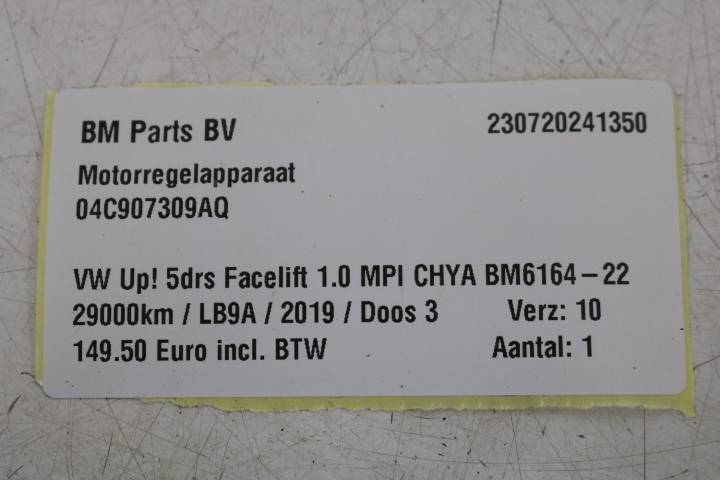 BM Parts BV 230720241350
Motorregelapparaat
04C907309AQ
VW Up! 5drs Facelift 1.0 MPI CHYA BM6164-22
29000km / LB9A / 2019 / Doos 3 Verz: 10
149.50 Euro incl. BTW Aantal: 1